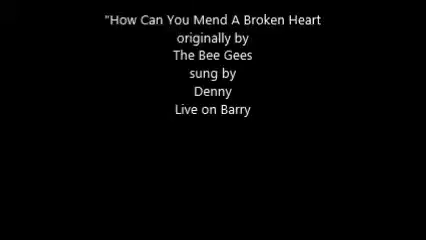 "How Can You Mend A Broken Heart
originally by
The Bee Gees
sung by
Denny
Live on Barry